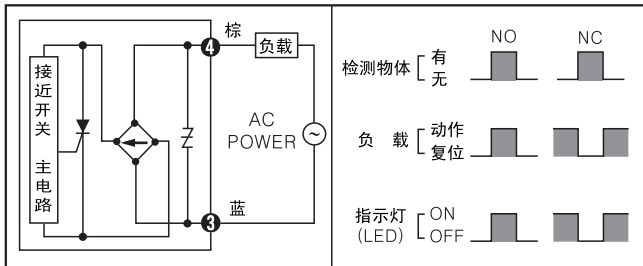 接近开关 主电路
④ 棕
负载
AC
POWER
~
③ 蓝
NO NC
检测物体 有
无
负 载 动作
复位
指示灯 ON
(LED) OFF